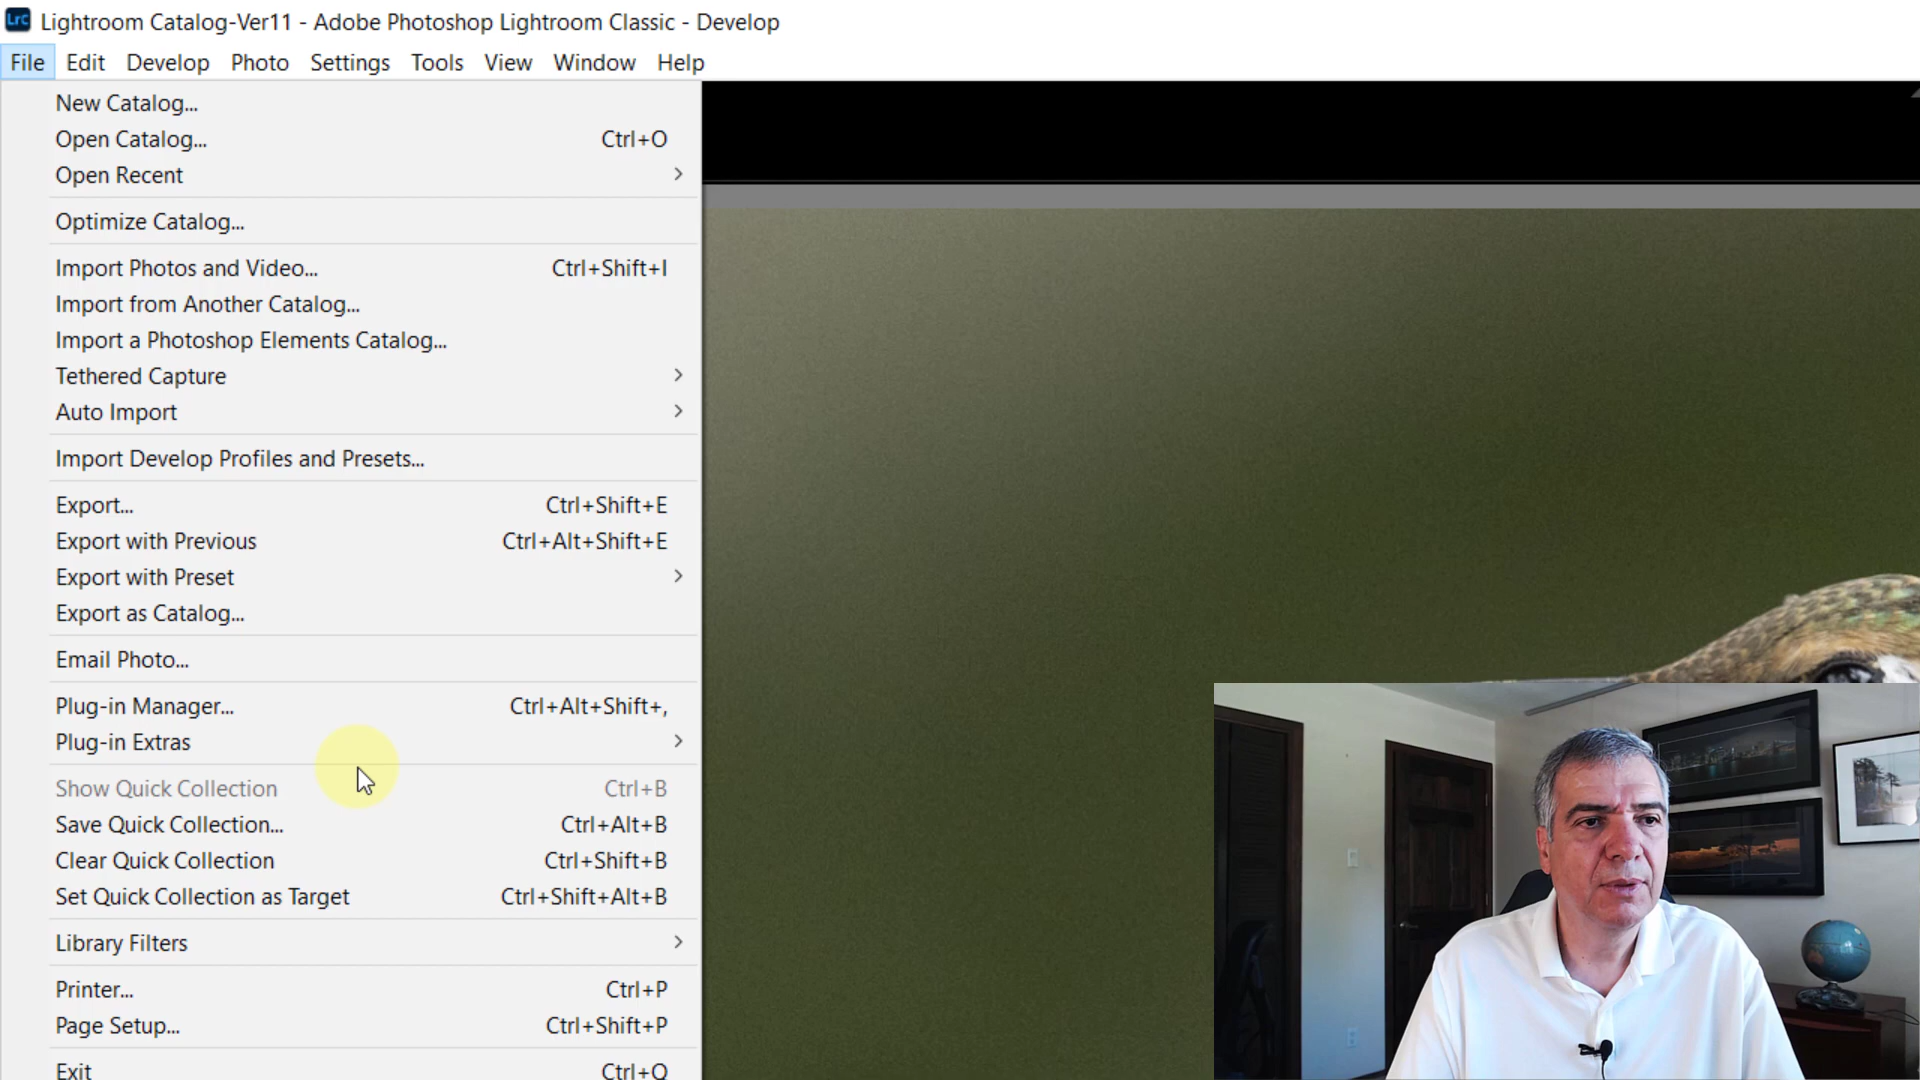 LrC Lightroom Catalog-Ver11 - Adobe Photoshop Lightroom Classic - Develop
File Edit Develop Photo Settings Tools View Window Help
New Catalog...
Open Catalog... Ctrl+O
Open Recent
Optimize Catalog...
Import Photos and Video... Ctrl+Shift+I
Import from Another Catalog...
Import a Photoshop Elements Catalog...
Tethered Capture
Auto Import
Import Develop Profiles and Presets...
Export... Ctrl+Shift+E
Export with Previous Ctrl+Alt+Shift+E
Export with Preset
Export as Catalog...
Email Photo...
Plug-in Manager... Ctrl+Alt+Shift+,
Plug-in Extras
Show Quick Collection Ctrl+B
Save Quick Collection... Ctrl+Alt+B
Clear Quick Collection Ctrl+Shift+B
Set Quick Collection as Target Ctrl+Shift+Alt+B
Library Filters
Printer... Ctrl+P
Page Setup... Ctrl+Shift+P
Exit Ctrl+Q